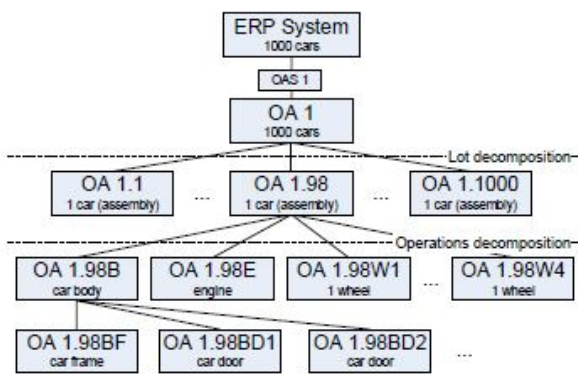 ERP System
1000 cars
OAS 1
OA 1
1000 cars
Lot decomposition
OA 1.1
1 car (assembly)
...
OA 1.98
1 car (assembly)
...
OA 1.1000
1 car (assembly)
Operations decomposition
OA 1.98B
car body
OA 1.98E
engine
OA 1.98W1
1 wheel
...
OA 1.98W4
1 wheel
OA 1.98BF
car frame
OA 1.98BD1
car door
OA 1.98BD2
car door
...